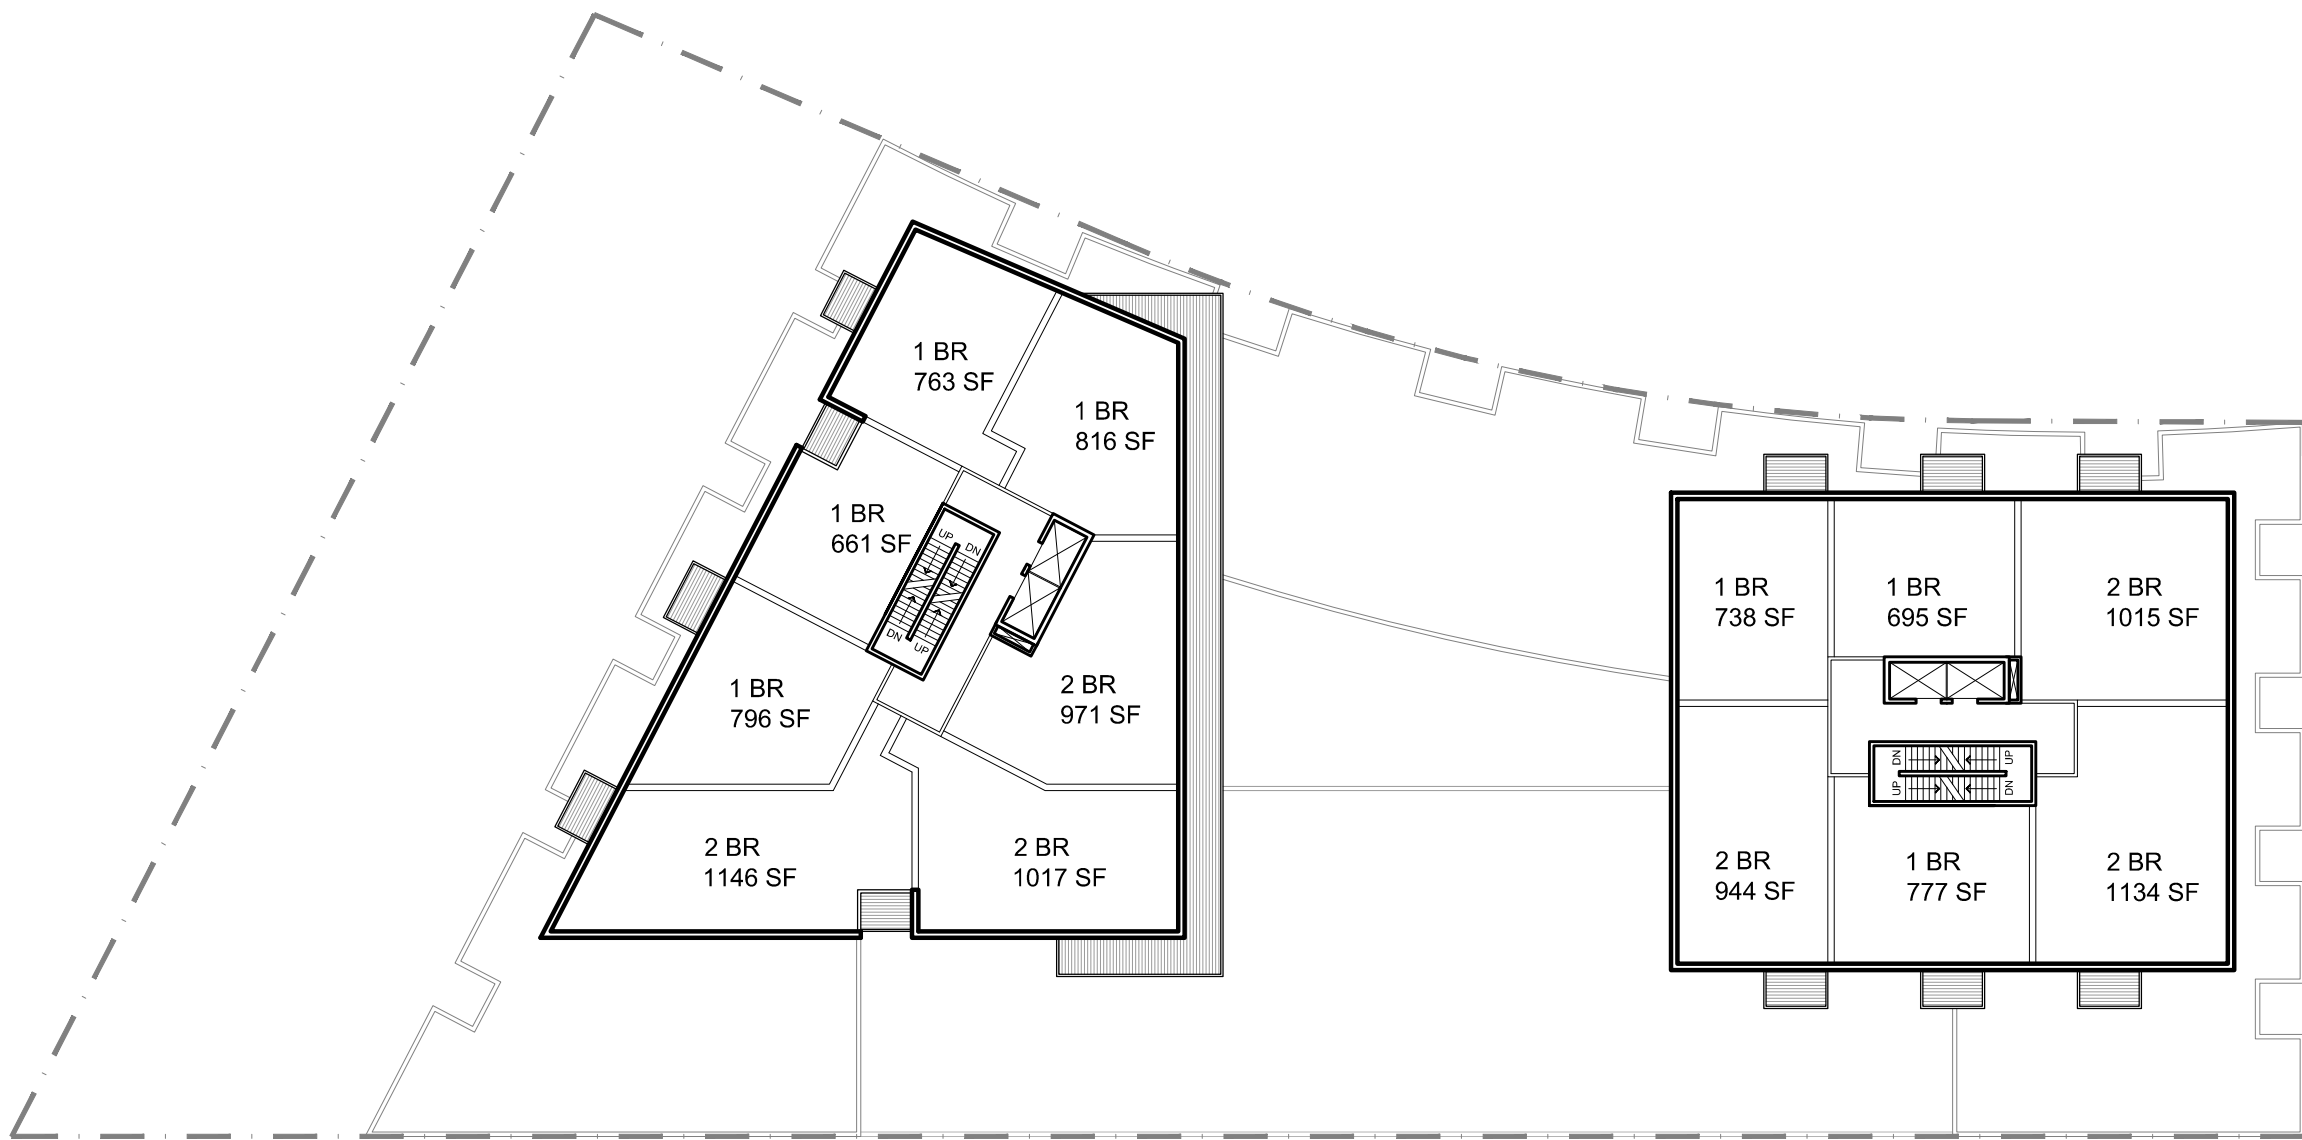 1 BR
763 SF
1 BR
816 SF
1 BR
661 SF
UP
DN
DN
UP
1 BR
796 SF
2 BR
971 SF
2 BR
1146 SF
2 BR
1017 SF
1 BR
738 SF
1 BR
695 SF
2 BR
1015 SF
DN
UP
UP
DN
2 BR
944 SF
1 BR
777 SF
2 BR
1134 SF